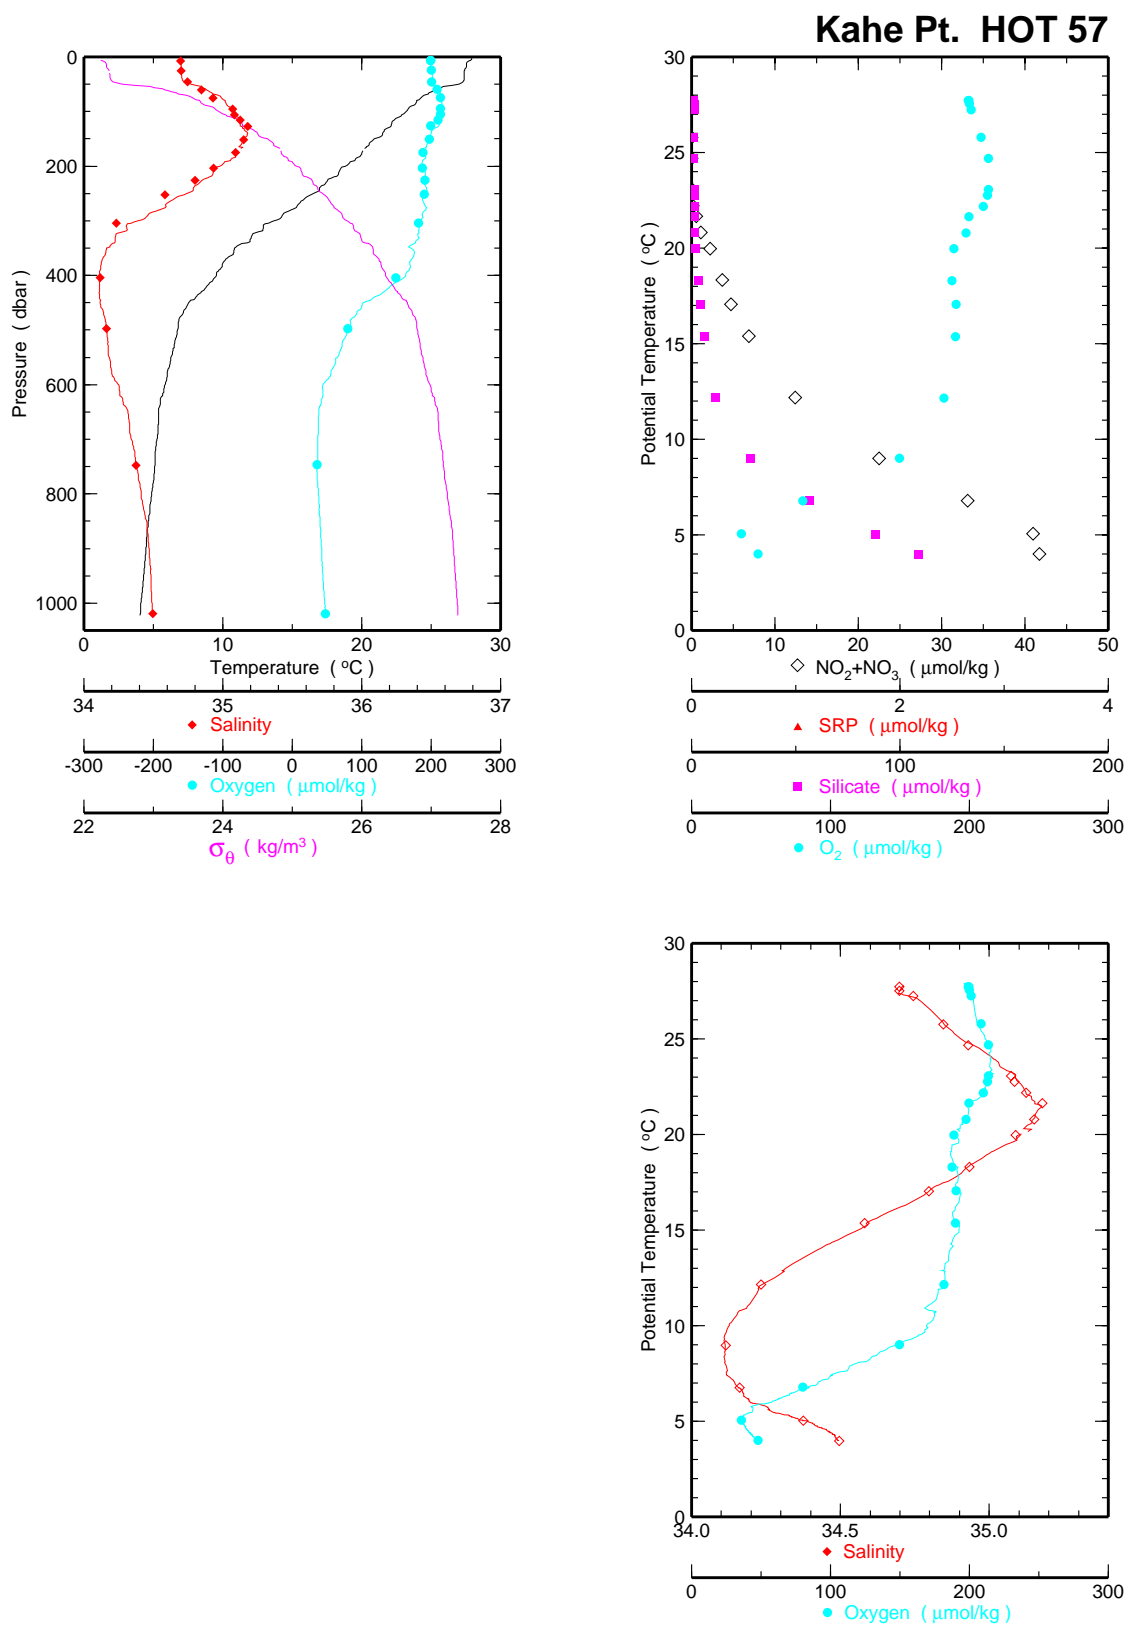 Kahe Pt. HOT 57
0
200
400
600
800
1000
Pressure ( dbar )
0 10 20 30
Temperature ( °C )
34 35 36 37
Salinity
-300 -200 -100 0 100 200 300
Oxygen ( μmol/kg )
22 24 26 28
σθ ( kg/m³ )
30
25
20
15
10
5
0
Potential Temperature ( °C )
0 10 20 30 40 50
NO₂+NO₃ ( μmol/kg )
0 2 4
SRP ( μmol/kg )
0 100 200
Silicate ( μmol/kg )
0 100 200 300
O₂ ( μmol/kg )
30
25
20
15
10
5
0
Potential Temperature ( °C )
34.0 34.5 35.0
Salinity
0 100 200 300
Oxygen ( μmol/kg )